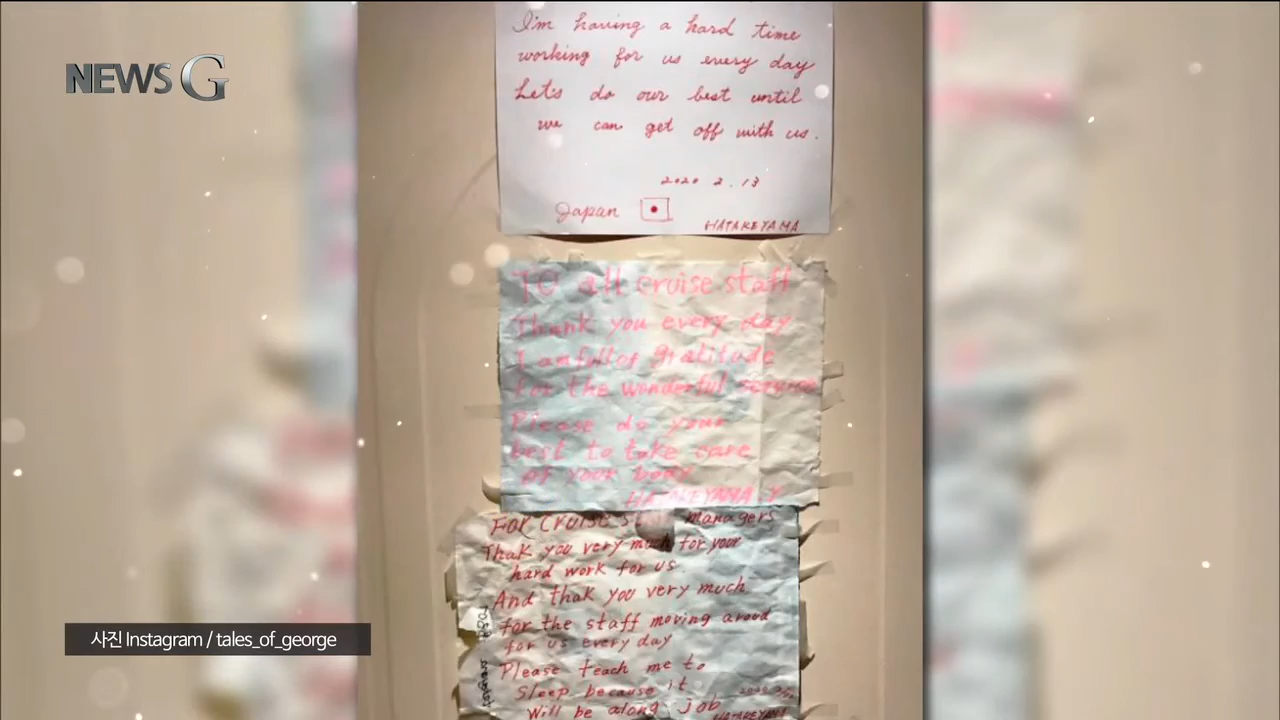 NEWS G
I'm having a hard time
working for us every day
Let's do our best until
we can get off with us.
2020 2.13
Japan
HATAKEYAMA
TO all cruise staff
Thank you every day
I am full of gratitude
for the wonderful service
Please do your
best to take care
of your body
HATAKEYAMA Y
For Cruise managers
Thak you very much for your
hard work for us
And thak you very much
for the staff moving aroud
for us every day
Please teach me to
sleep because it
Will be along job
HATAKEYAMA
사진 Instagram / tales_of_george